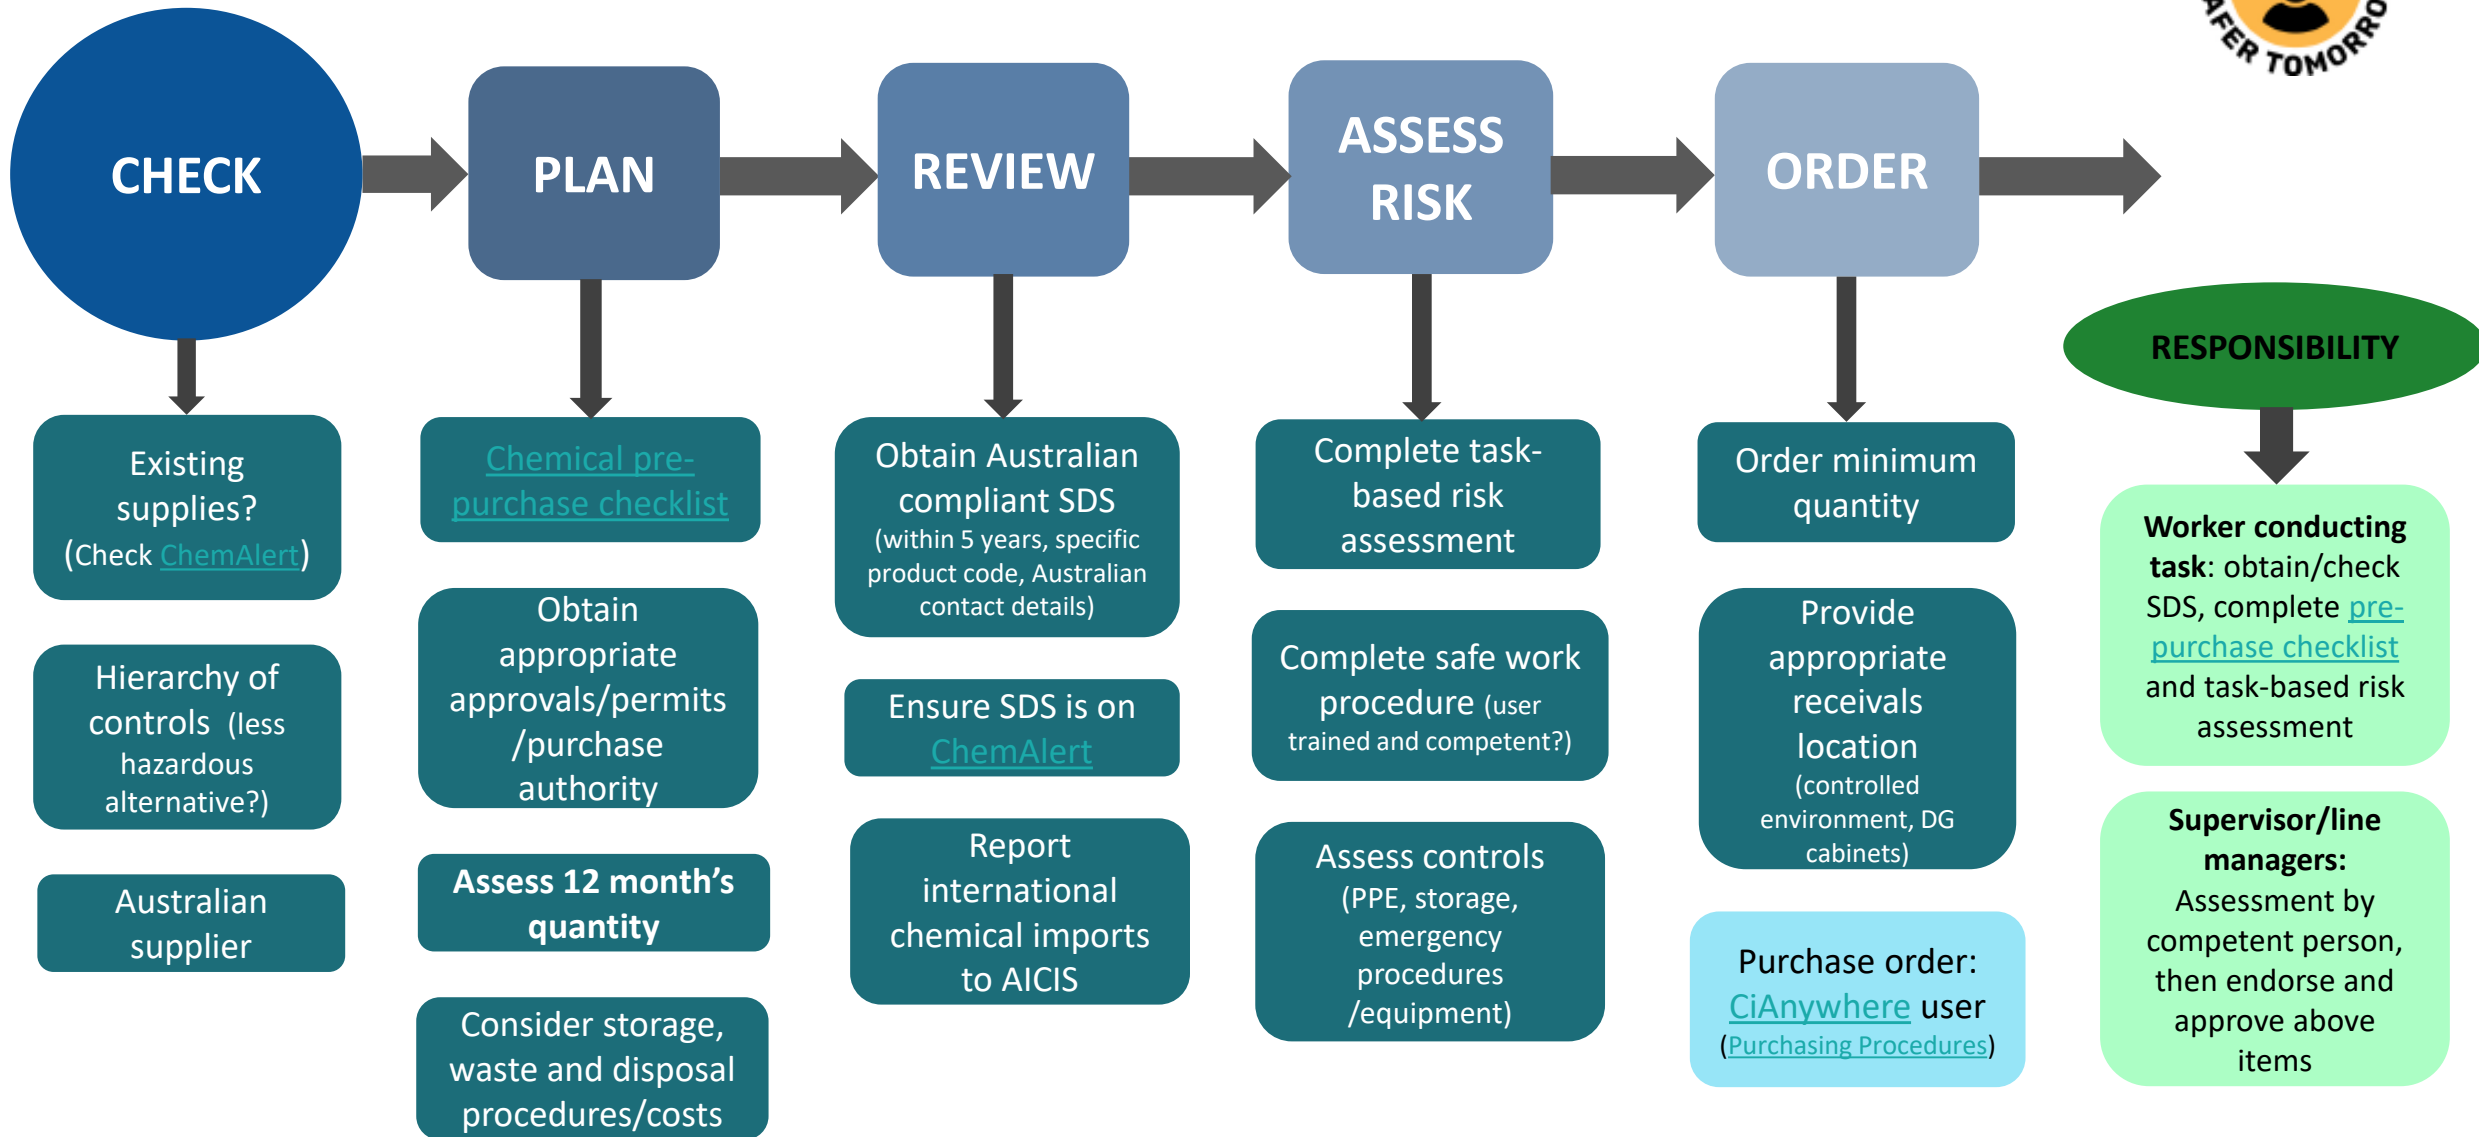 AFER TOMORRO
CHECK
PLAN
REVIEW
ASSESS
RISK
ORDER
Existing
supplies?
(Check ChemAlert)
Hierarchy of
controls (less
hazardous
alternative?)
Australian
supplier
Chemical pre-
purchase checklist
Obtain
appropriate
approvals/permits
/purchase
authority
Assess 12 month’s
quantity
Consider storage,
waste and disposal
procedures/costs
Obtain Australian
compliant SDS
(within 5 years, specific
product code, Australian
contact details)
Ensure SDS is on
ChemAlert
Report
international
chemical imports
to AICIS
Complete task-
based risk
assessment
Complete safe work
procedure (user
trained and competent?)
Assess controls
(PPE, storage,
emergency
procedures
/equipment)
Order minimum
quantity
Provide
appropriate
receivals
location
(controlled
environment, DG
cabinets)
Purchase order:
CiAnywhere user
(Purchasing Procedures)
RESPONSIBILITY
Worker conducting
task: obtain/check
SDS, complete pre-
purchase checklist
and task-based risk
assessment
Supervisor/line
managers:
Assessment by
competent person,
then endorse and
approve above
items